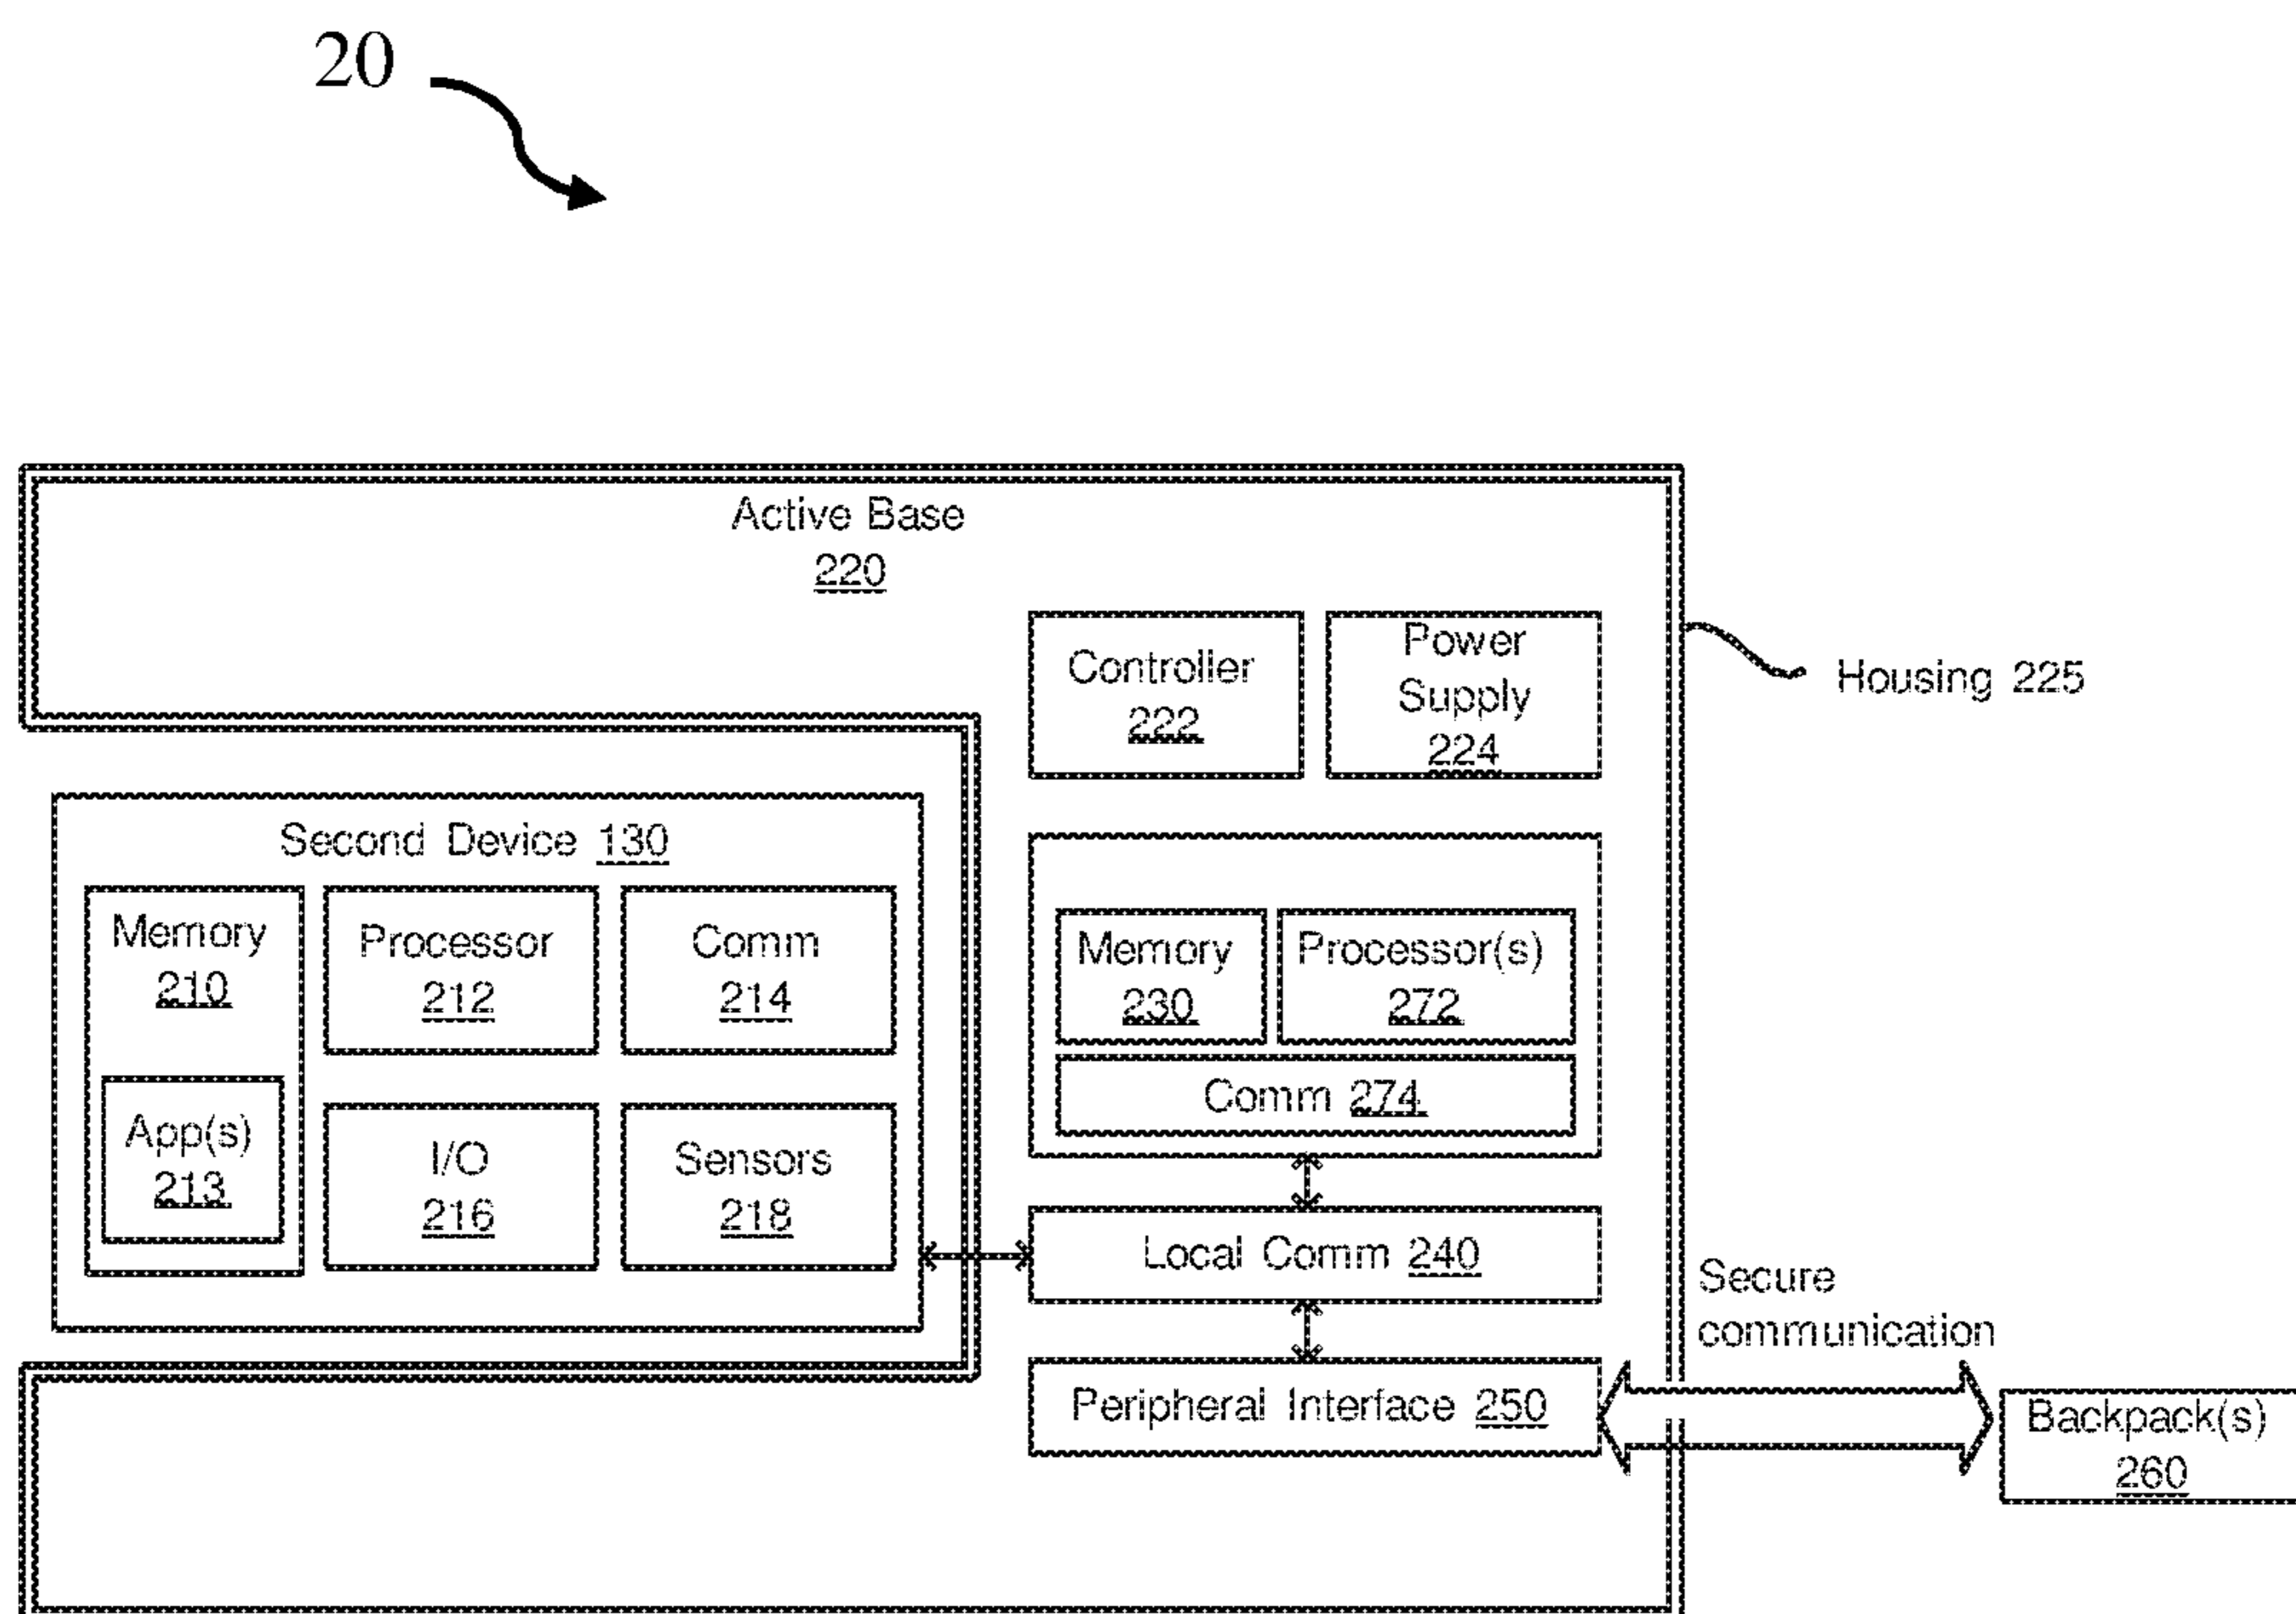 20
Active Base
220
Controller
222
Power
Supply
224
Housing 225
Second Device 130
Memory
210
App(s)
213
Processor
212
Comm
214
I/O
216
Sensors
218
Memory
230
Processor(s)
272
Comm 274
Local Comm 240
Peripheral Interface 250
Secure
communication
Backpack(s)
260